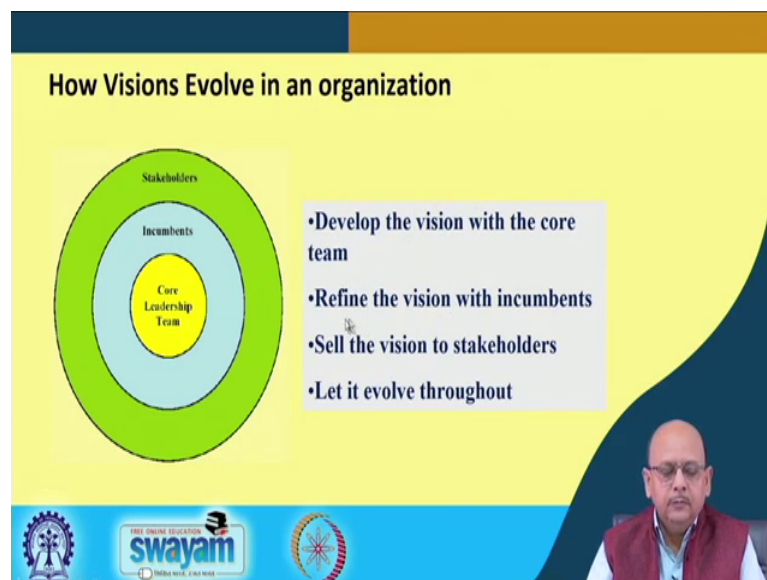 How Visions Evolve in an organization
Stakeholders
Incumbents
Core
Leadership
Team
•Develop the vision with the core
team
•Refine the vision with incumbents
•Sell the vision to stakeholders
•Let it evolve throughout
FREE ONLINE EDUCATION
swayam